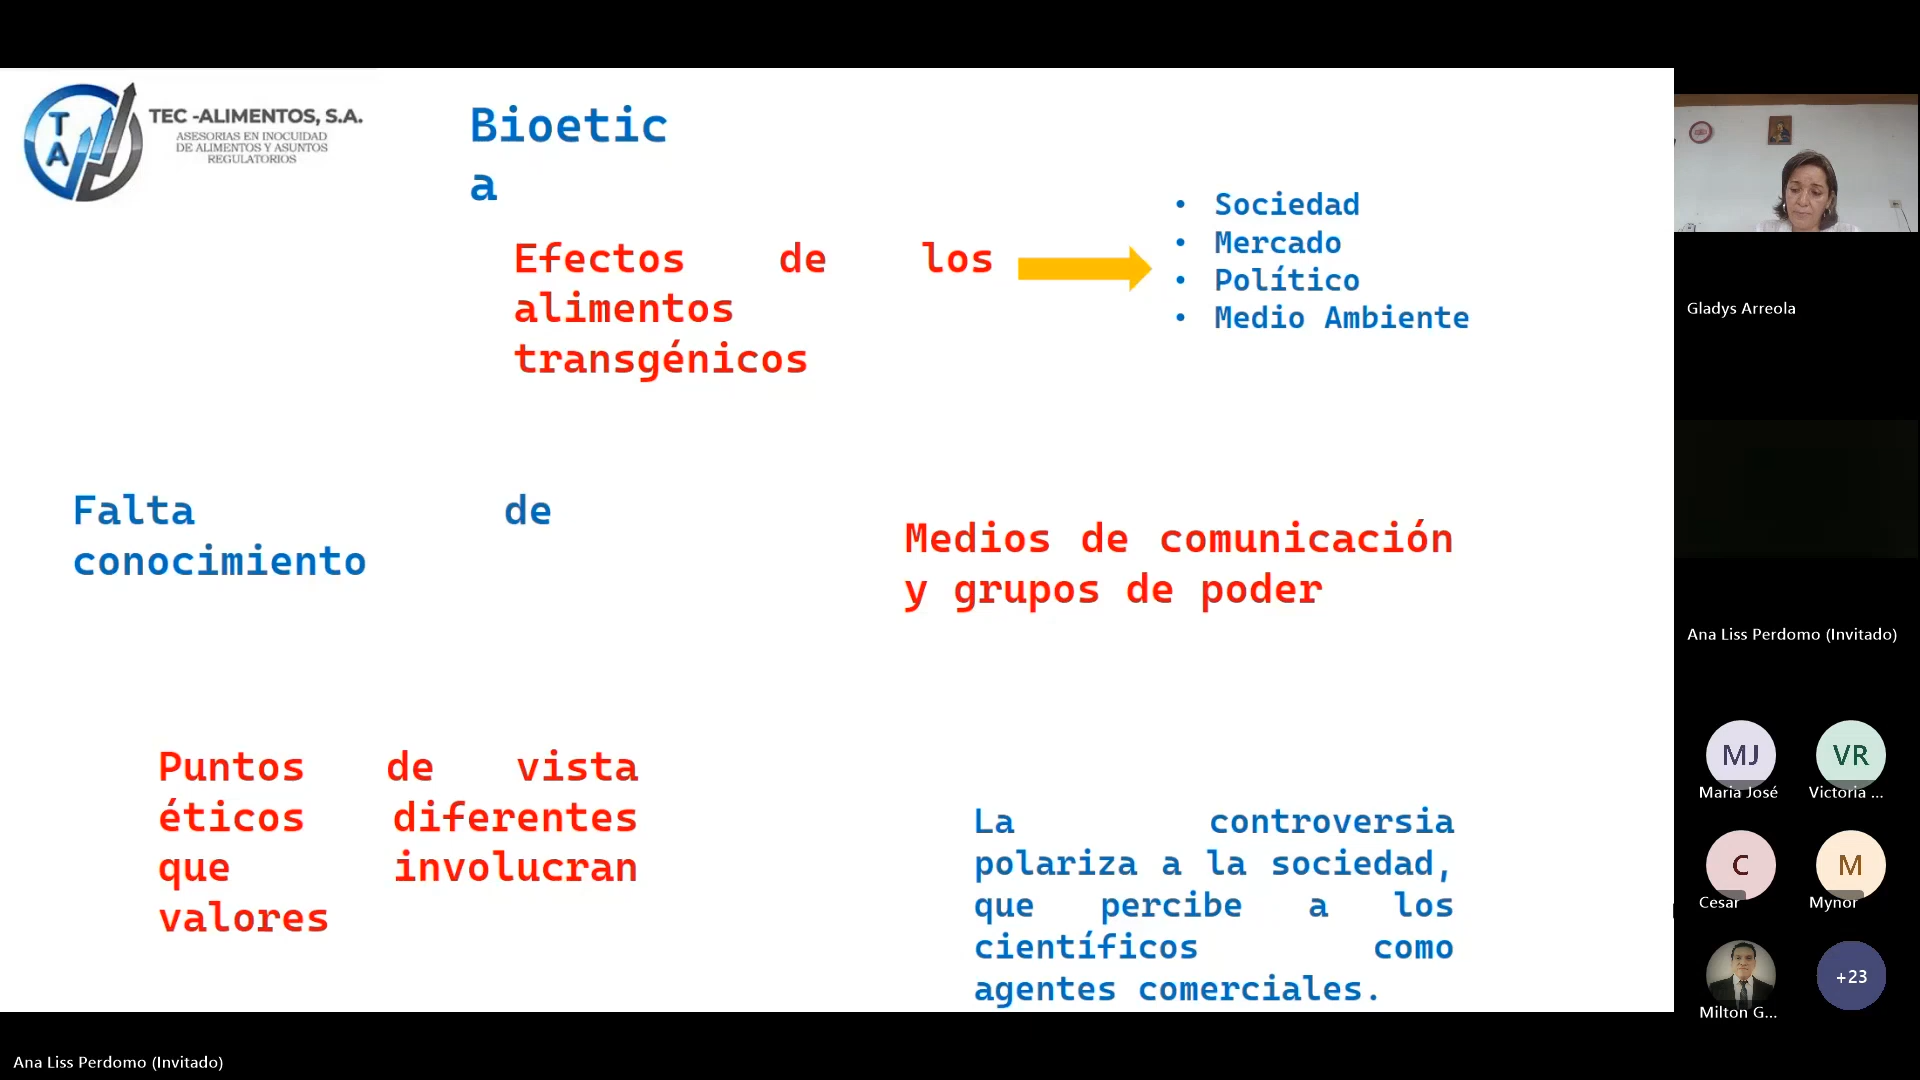 TA
TEC -ALIMENTOS, S.A.
ASESORIAS EN INOCUIDAD
DE ALIMENTOS Y ASUNTOS
REGULATORIOS
Bioetic
a
Efectos de los
alimentos
transgénicos
• Sociedad
• Mercado
• Político
• Medio Ambiente
Falta de
conocimiento
Medios de comunicación
y grupos de poder
Puntos de vista
éticos diferentes
que involucran
valores
La controversia
polariza a la sociedad,
que percibe a los
científicos como
agentes comerciales.
Gladys Arreola
Ana Liss Perdomo (Invitado)
MJ
Maria José
VR
Victoria ...
C
Cesar
M
Mynor
Milton G...
+23
Ana Liss Perdomo (Invitado)